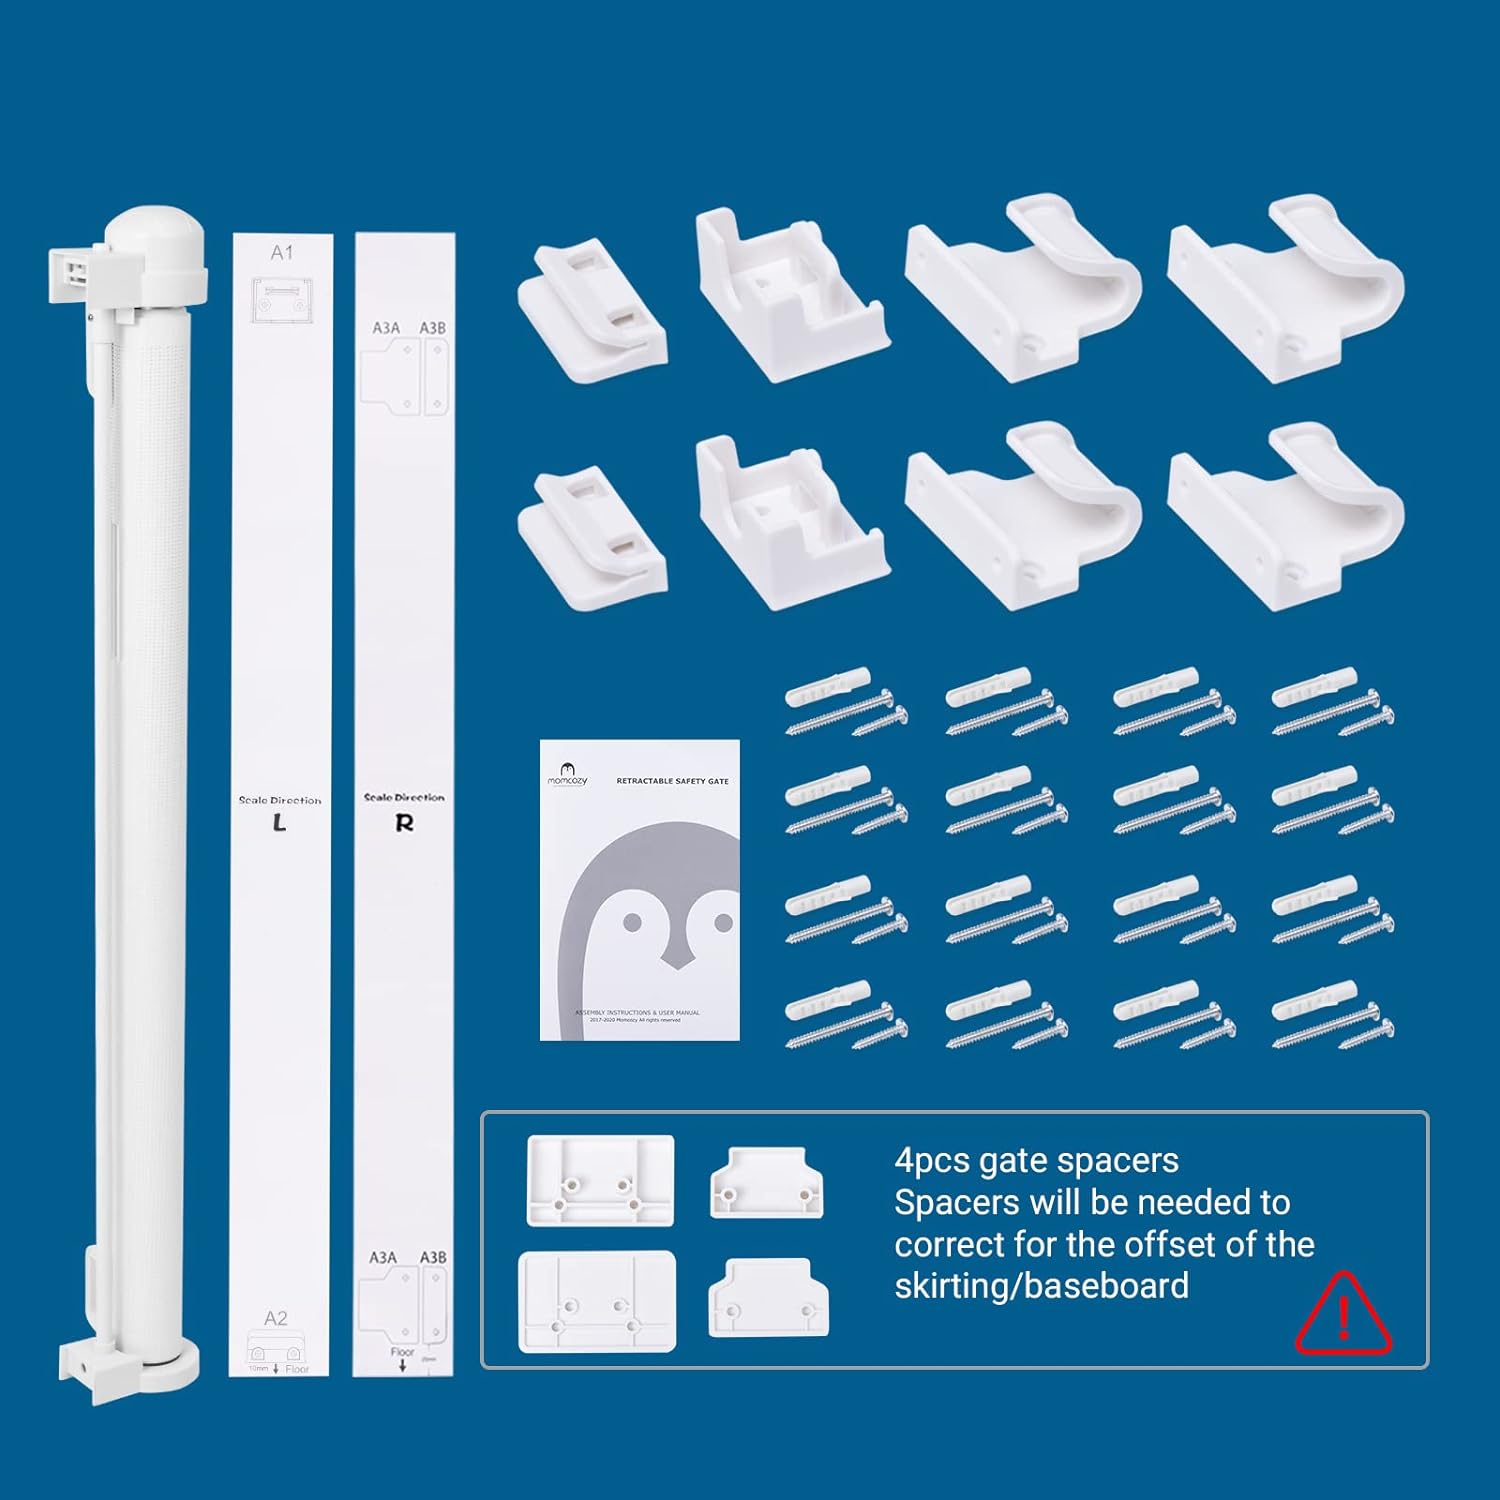 A1
A3A A3B
Scale Direction
L
Scale Direction
R
momcozy
RETRACTABLE SAFETY GATE
ASSEMBLY INSTRUCTIONS & USER MANUAL
2017-2020 Momcozy All rights reserved
A3A A3B
A2
10mm
Floor
Floor
20mm
4pcs gate spacers
Spacers will be needed to
correct for the offset of the
skirting/baseboard
!